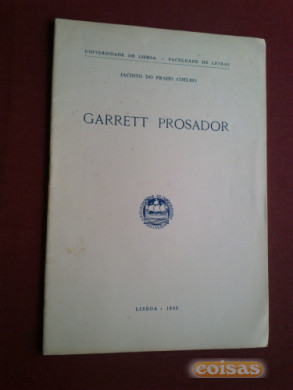 UNIVERSIDADE DE LISBOA - FACULDADE DE LETRAS
JACINTO DO PRADO COELHO
GARRETT PROSADOR
LISBOA •
coisas